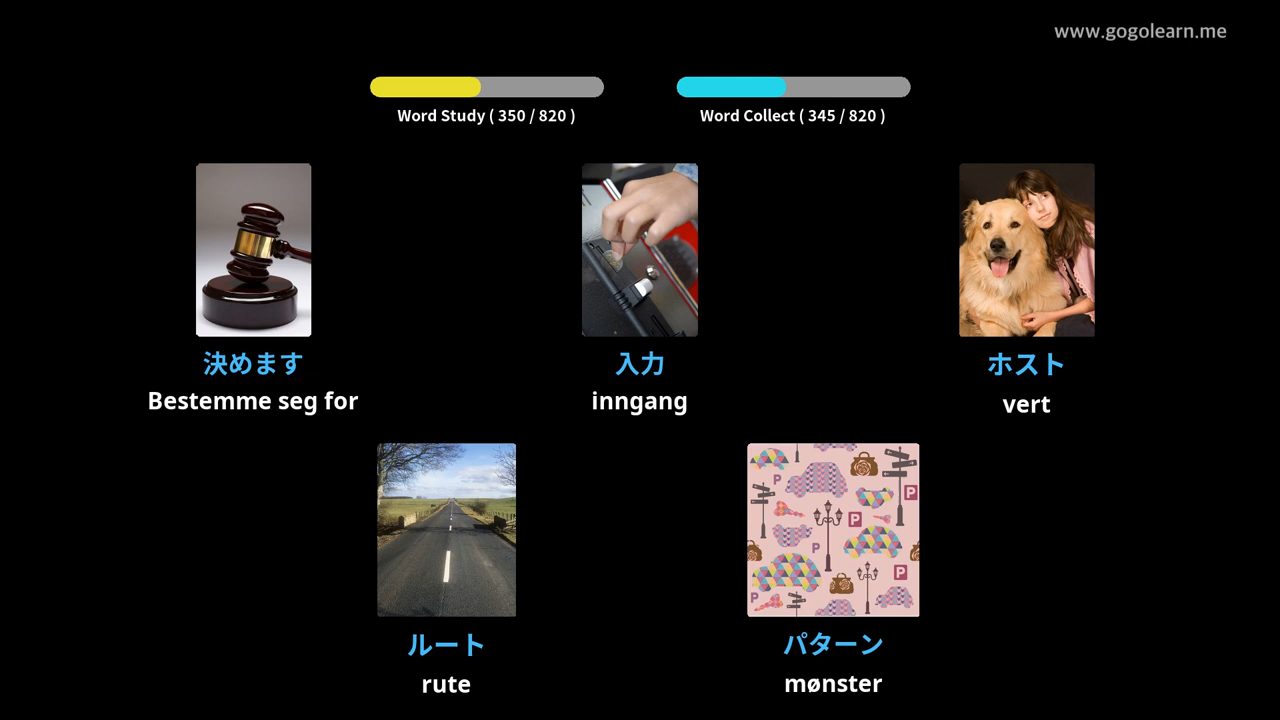 www.gogolearn.me
Word Study ( 350 / 820 )
Word Collect ( 345 / 820 )
決めます
Bestemme seg for
入力
inngang
ホスト
vert
ルート
rute
パターン
mønster
P
P
P
P
P
P